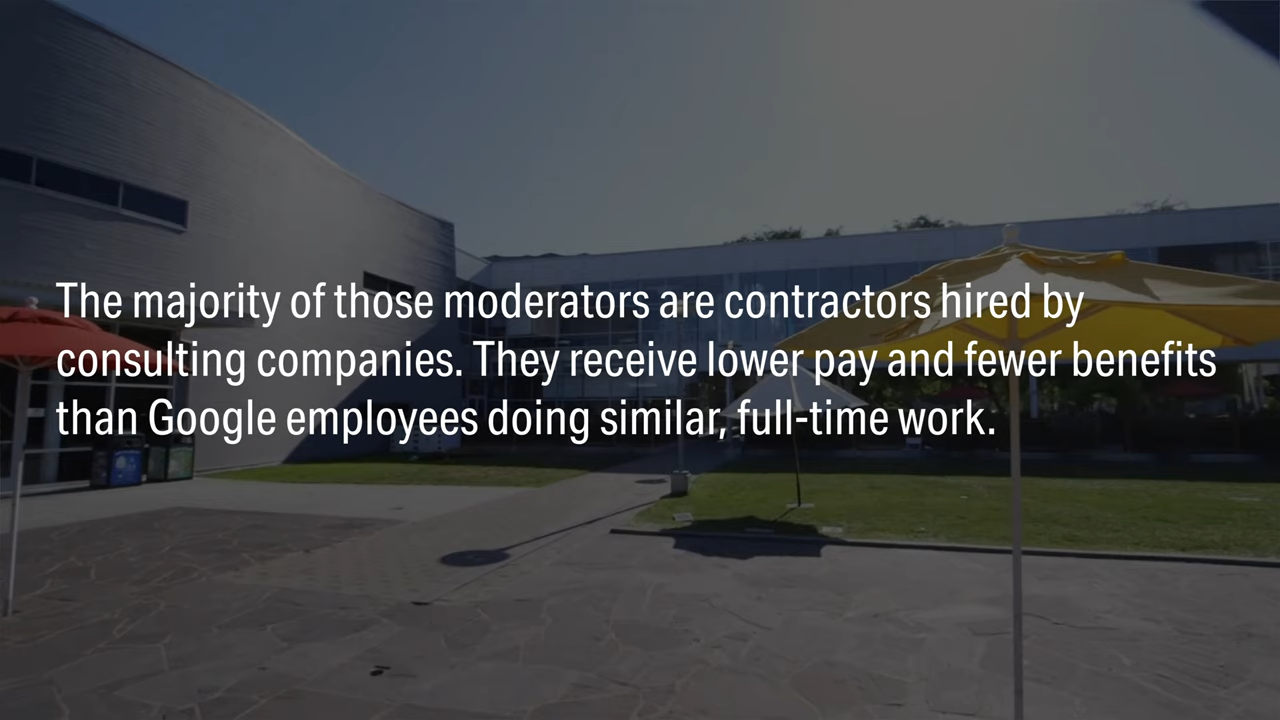 The majority of those moderators are contractors hired by
consulting companies. They receive lower pay and fewer benefits
than Google employees doing similar, full-time work.